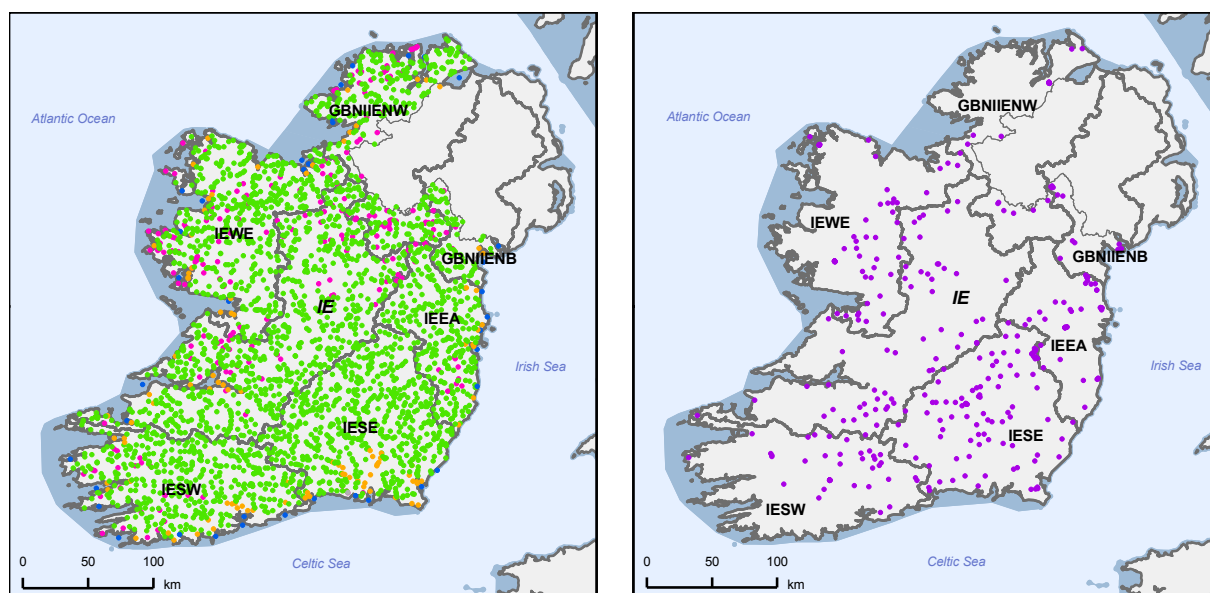 GBNIIENW
Atlantic Ocean
IEWE
GBNIIENB
IE
IEEA
Irish Sea
IESE
IESW
Celtic Sea
0 50 100
km
GBNIIENW
Atlantic Ocean
IEWE
GBNIIENB
IE
IEEA
Irish Sea
IESE
IESW
Celtic Sea
0 50 100
km